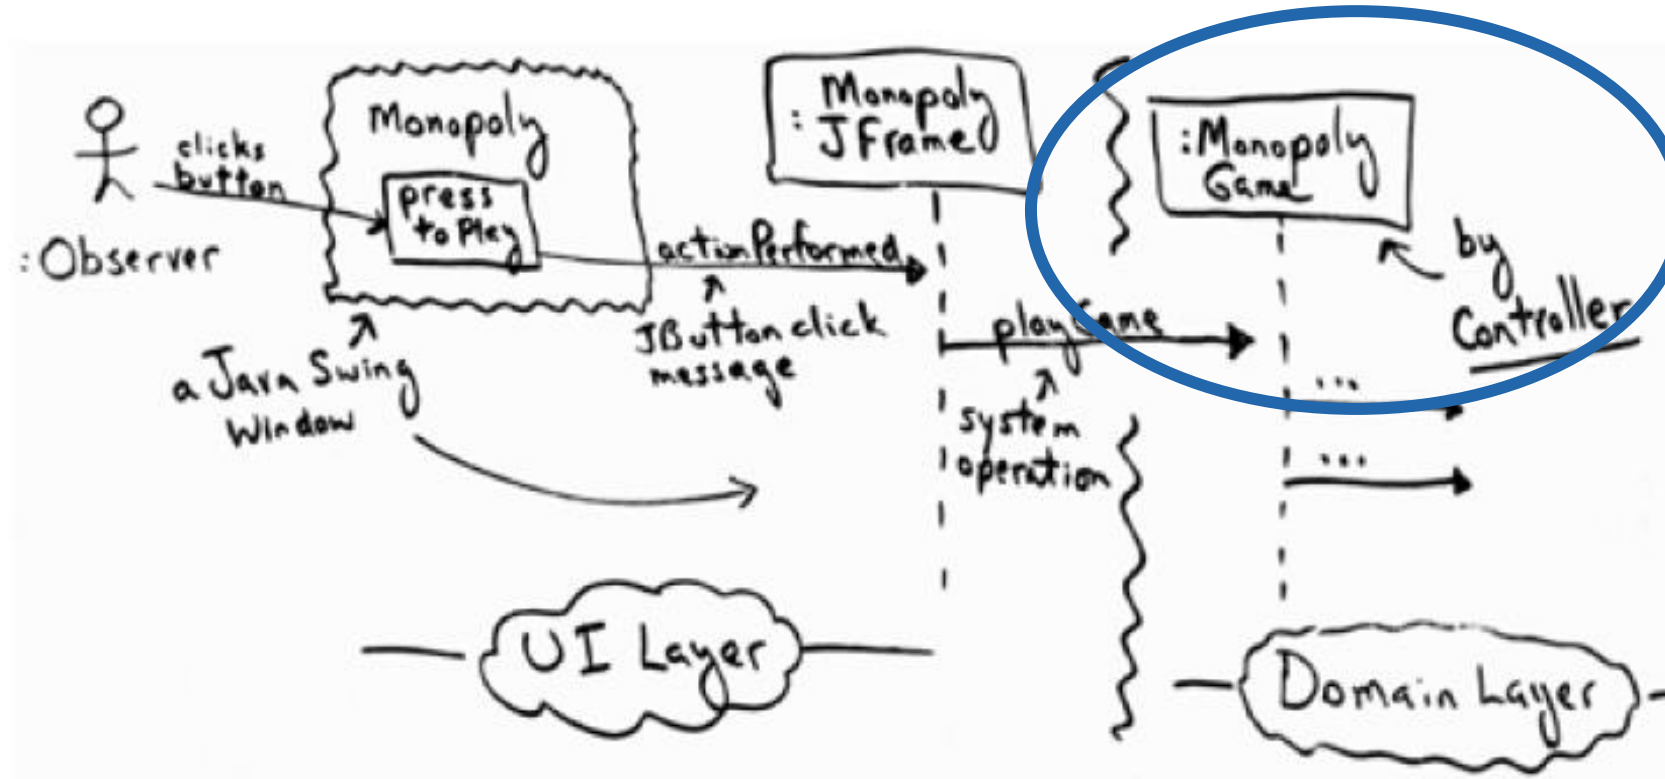 Monopoly
clicks
button
press
to Play
:Observer
: Monopoly
JFrame
:Monopoly
Game
actionPerformed
by
Controller
JButton click
message
playGame
a Java Swing
Window
system
operation
...
...
UI Layer
Domain Layer